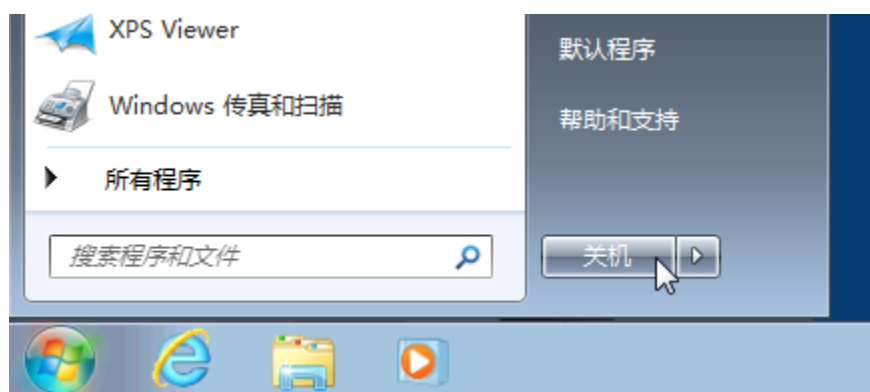 XPS Viewer
Windows 传真和扫描
所有程序
搜索程序和文件
默认程序
帮助和支持
关机